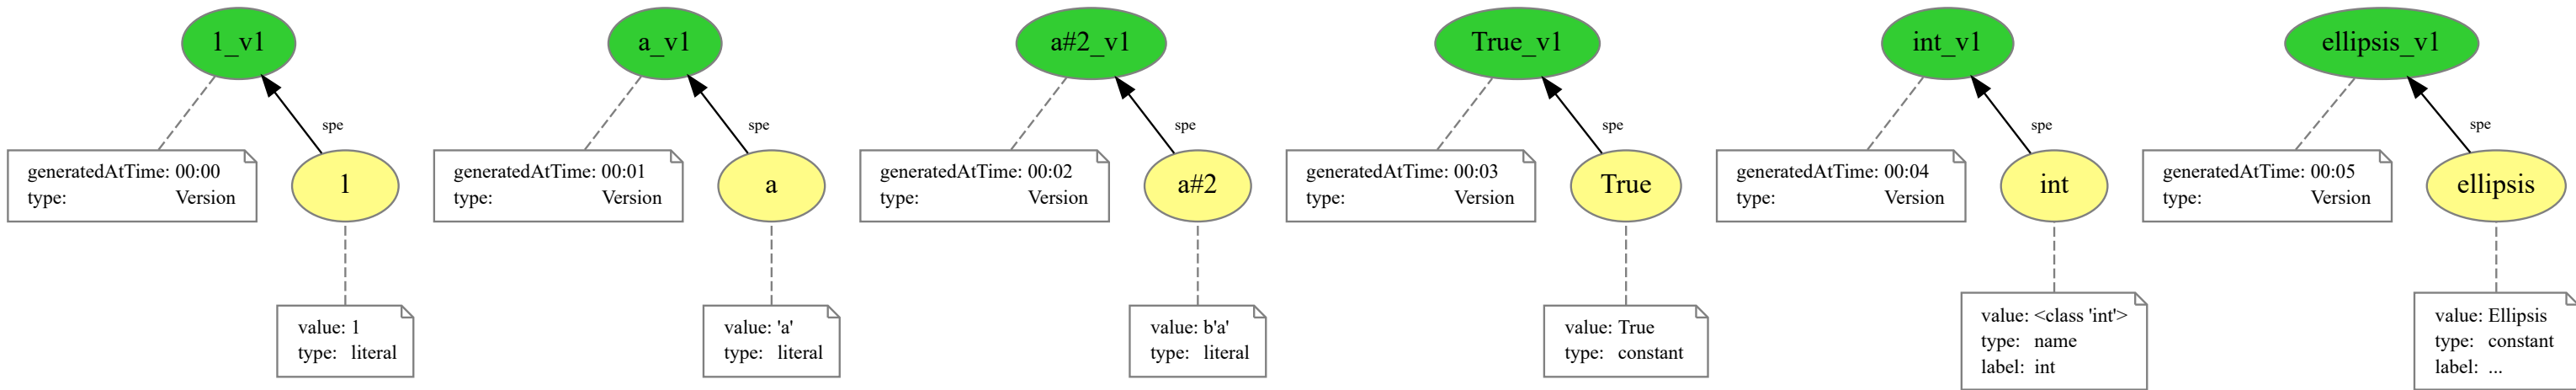 1_v1
a_v1
a#2_v1
True_v1
int_v1
ellipsis_v1
spe
spe
spe
spe
spe
spe
generatedAtTime: 00:00
type: Version
1
generatedAtTime: 00:01
type: Version
a
generatedAtTime: 00:02
type: Version
a#2
generatedAtTime: 00:03
type: Version
True
generatedAtTime: 00:04
type: Version
int
generatedAtTime: 00:05
type: Version
ellipsis
value: 1
type: literal
value: 'a'
type: literal
value: b'a'
type: literal
value: True
type: constant
value: <class 'int'>
type: name
label: int
value: Ellipsis
type: constant
label: ...